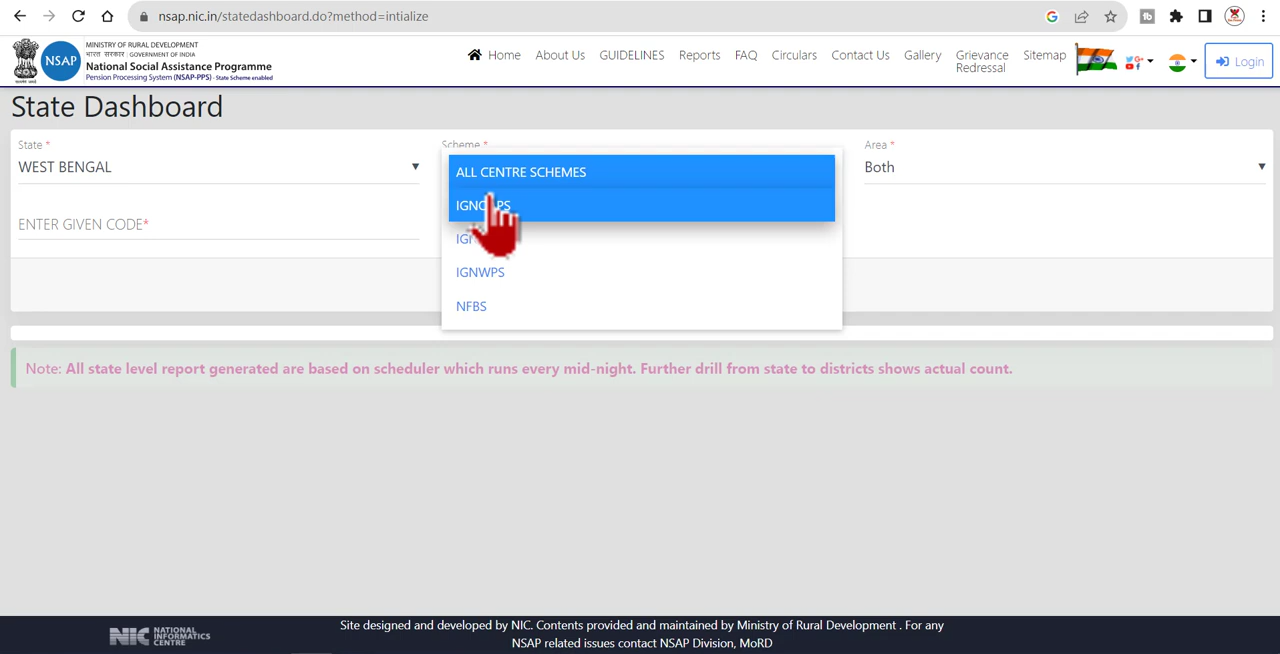 nsap.nic.in/statedashboard.do?method=intialize
NSAP
MINISTRY OF RURAL DEVELOPMENT
भारत सरकार : GOVERNMENT OF INDIA
National Social Assistance Programme
Pension Processing System (NSAP-PPS) - State Scheme enabled
Home About Us GUIDELINES Reports FAQ Circulars Contact Us Gallery Grievance Redressal Sitemap Login
State Dashboard
State * Scheme * Area *
WEST BENGAL Both
ALL CENTRE SCHEMES
ENTER GIVEN CODE*
IGNWPS
NFBS
Note: All state level report generated are based on scheduler which runs every mid-night. Further drill from state to districts shows actual count.
NIC NATIONAL INFORMATICS CENTRE
Site designed and developed by NIC. Contents provided and maintained by Ministry of Rural Development . For any
NSAP related issues contact NSAP Division, MoRD